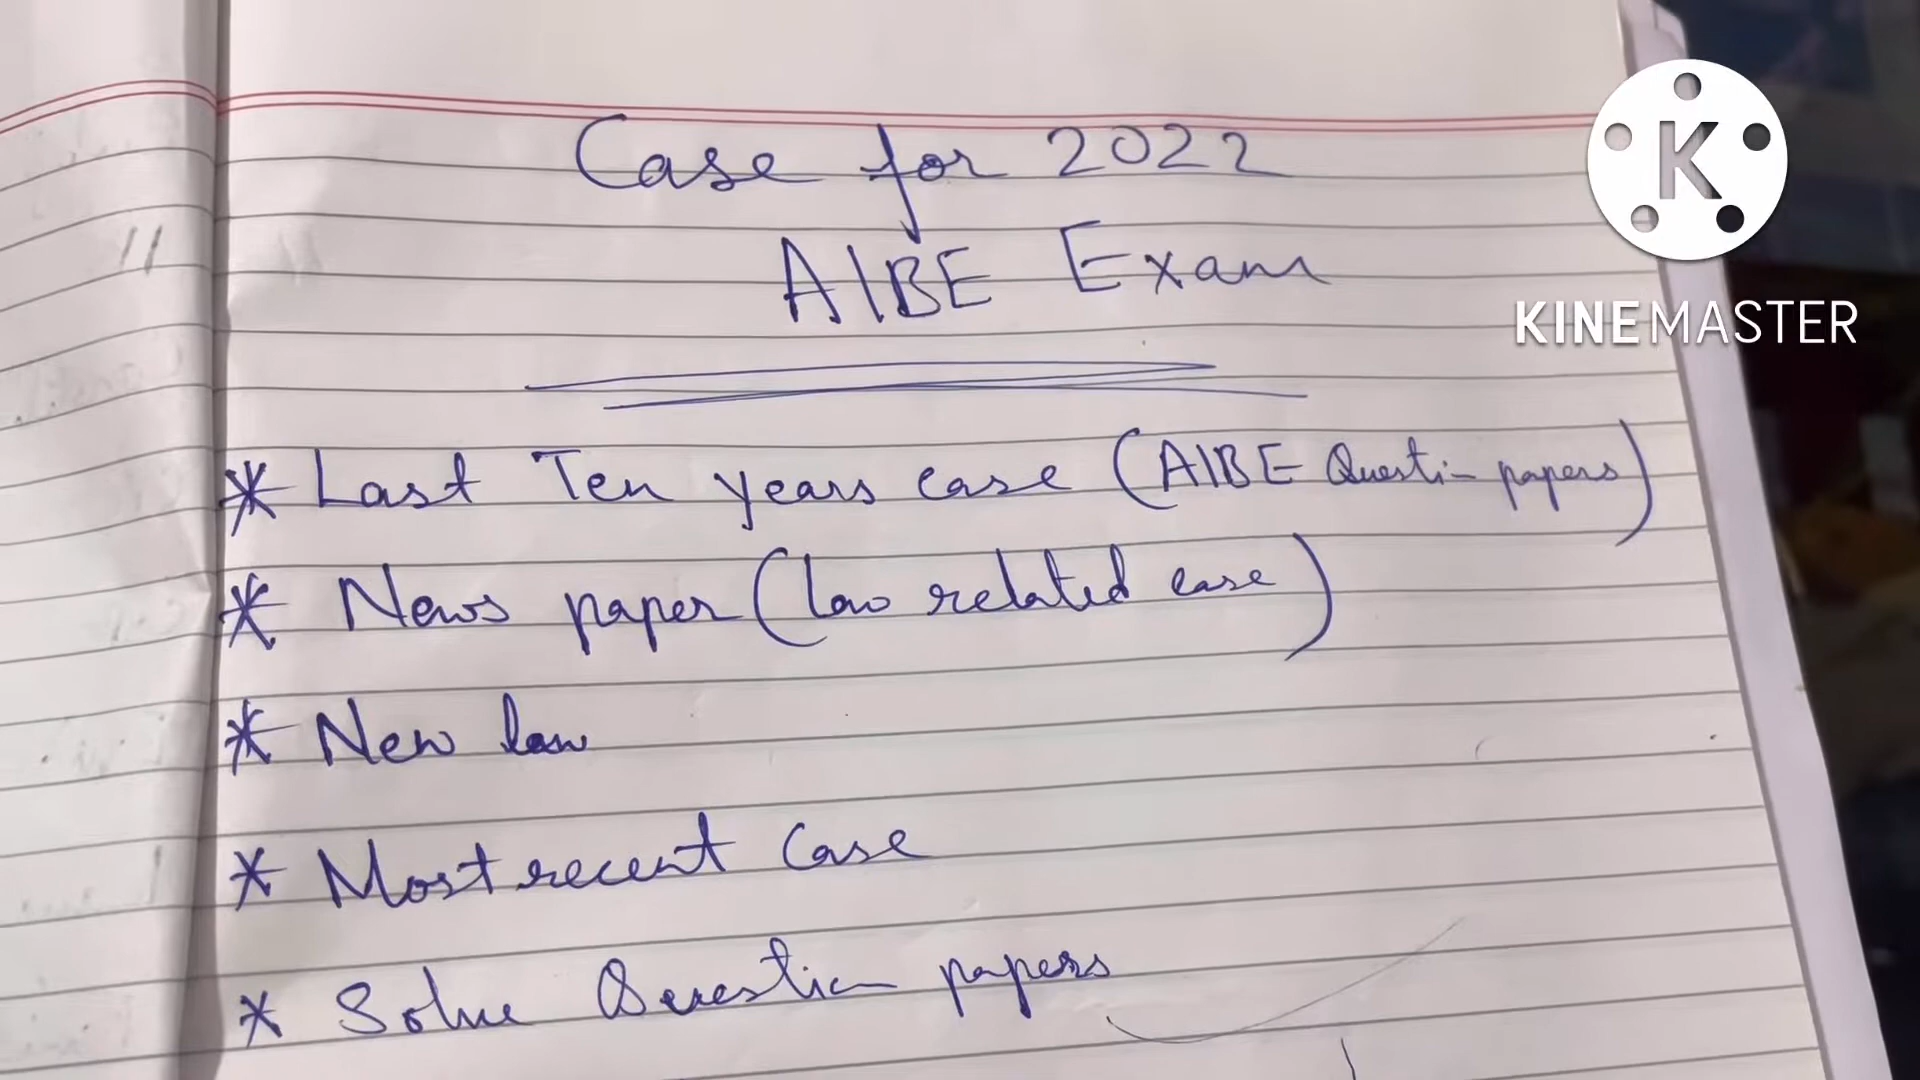 Case for 2022
AIBE Exam
* Last Ten years case (AIBE Questin papers)
* News paper (law related case)
* New law
* Most recent Case
* Solve Question papers
K
KINEMASTER